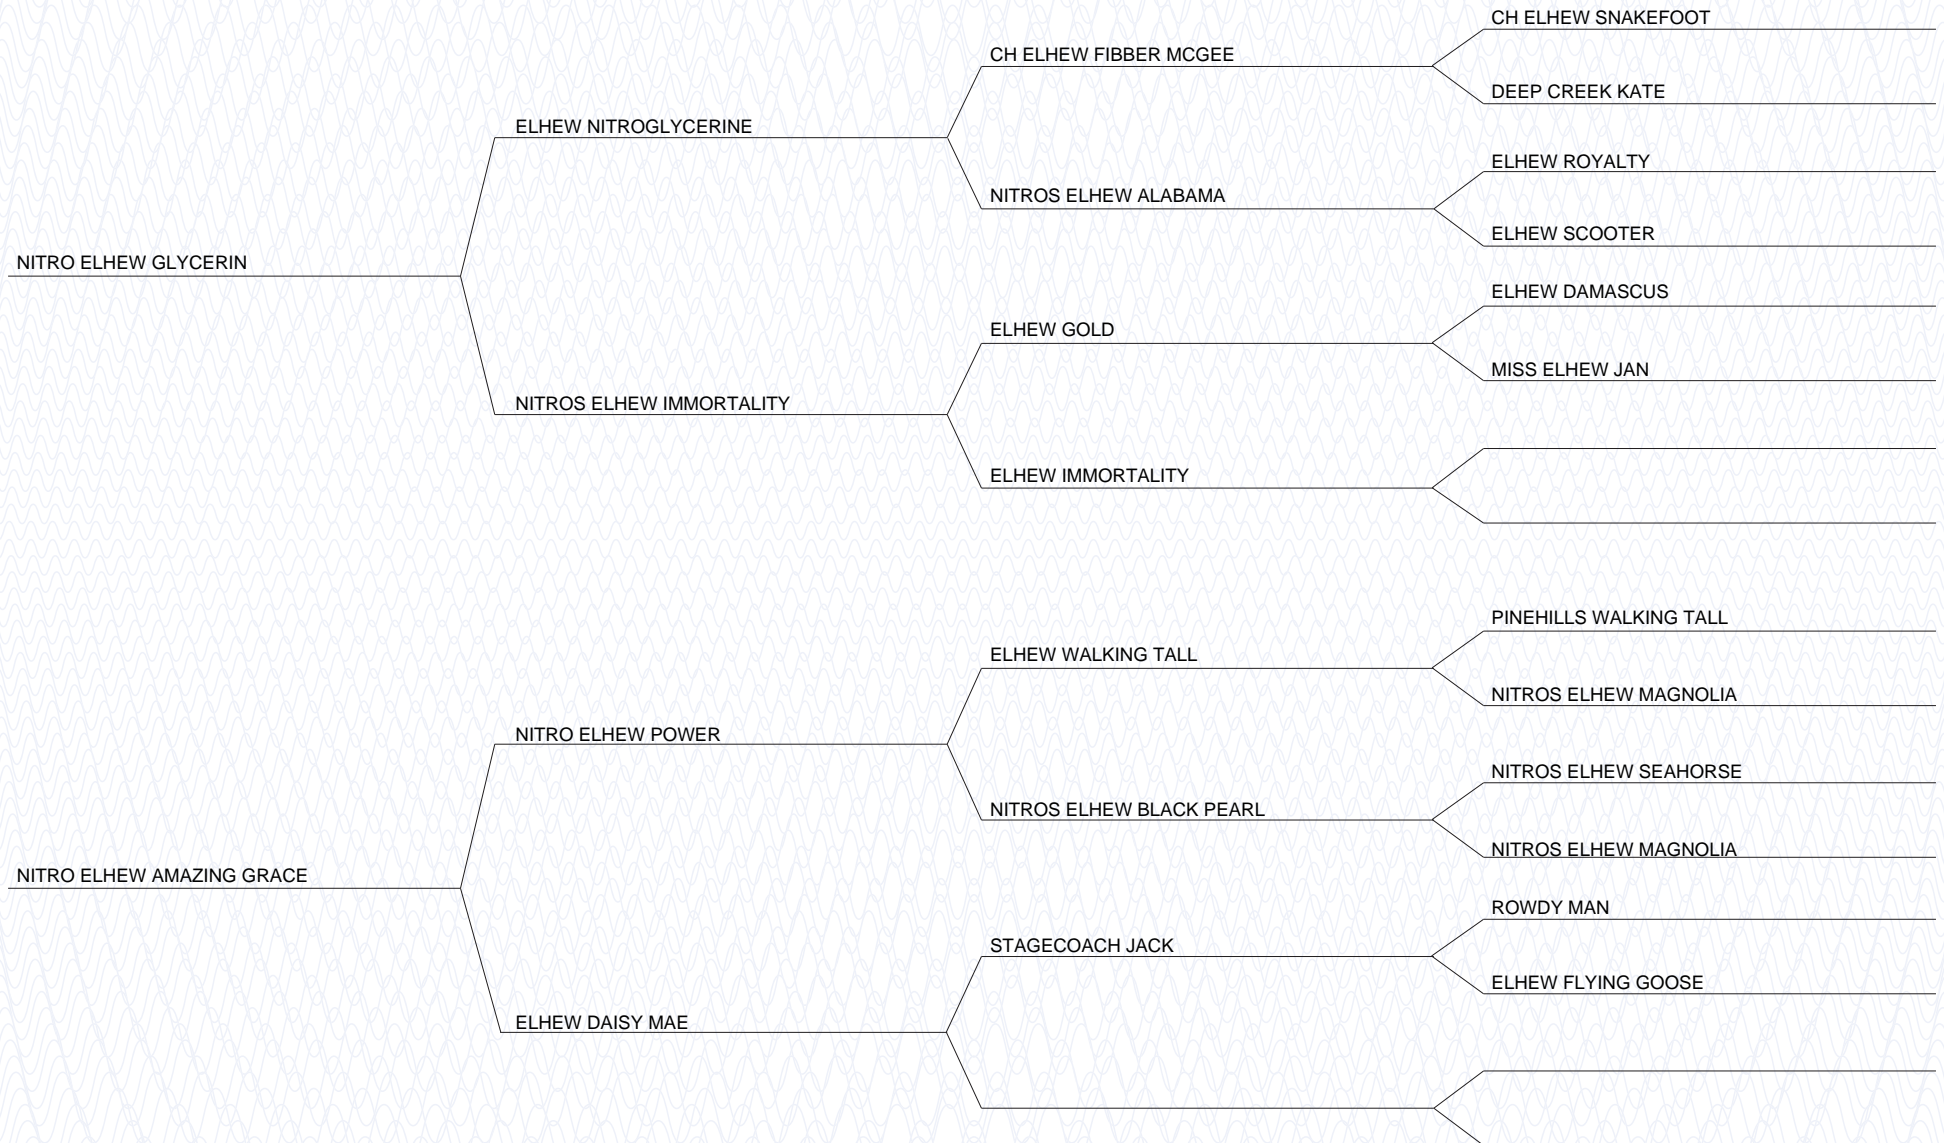 CH ELHEW SNAKEFOOT
CH ELHEW FIBBER MCGEE
DEEP CREEK KATE
ELHEW NITROGLYCERINE
ELHEW ROYALTY
NITROS ELHEW ALABAMA
ELHEW SCOOTER
NITRO ELHEW GLYCERIN
ELHEW DAMASCUS
ELHEW GOLD
MISS ELHEW JAN
NITROS ELHEW IMMORTALITY
ELHEW IMMORTALITY
PINEHILLS WALKING TALL
ELHEW WALKING TALL
NITROS ELHEW MAGNOLIA
NITRO ELHEW POWER
NITROS ELHEW SEAHORSE
NITROS ELHEW BLACK PEARL
NITROS ELHEW MAGNOLIA
NITRO ELHEW AMAZING GRACE
ROWDY MAN
STAGECOACH JACK
ELHEW FLYING GOOSE
ELHEW DAISY MAE